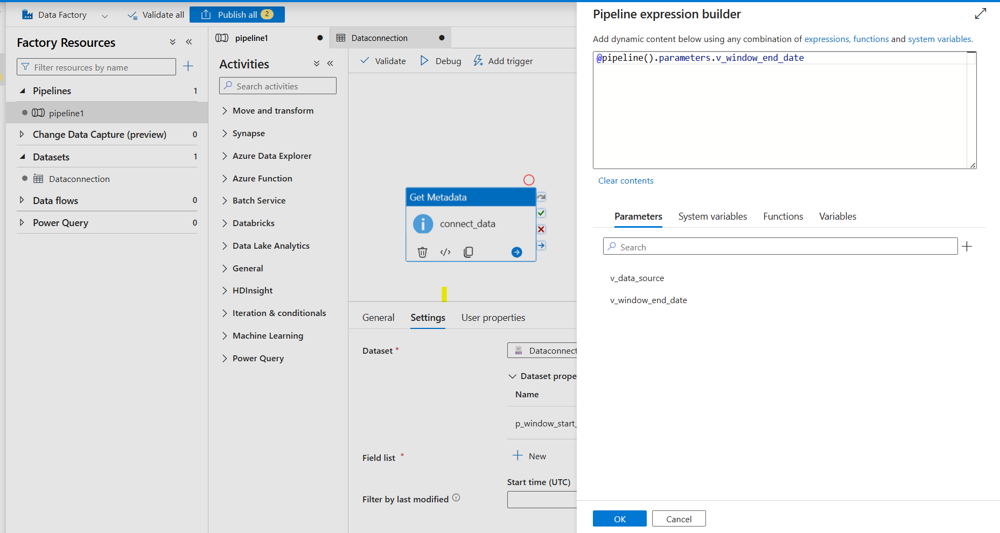 Data Factory
Validate all
Publish all 2
Factory Resources
Filter resources by name
Pipelines 1
pipeline1
Change Data Capture (preview) 0
Datasets 1
Dataconnection
Data flows 0
Power Query 0
pipeline1
Dataconnection
Activities
Search activities
Move and transform
Synapse
Azure Data Explorer
Azure Function
Batch Service
Databricks
Data Lake Analytics
General
HDInsight
Iteration & conditionals
Machine Learning
Power Query
Validate
Debug
Add trigger
Get Metadata
connect_data
General
Settings
User properties
Dataset *
Dataconnect
Dataset prope
Name
p_window_start_
Field list *
New
Start time (UTC)
Filter by last modified
Pipeline expression builder
Add dynamic content below using any combination of expressions, functions and system variables.
@pipeline().parameters.v_window_end_date
Clear contents
Parameters
System variables
Functions
Variables
Search
v_data_source
v_window_end_date
OK
Cancel